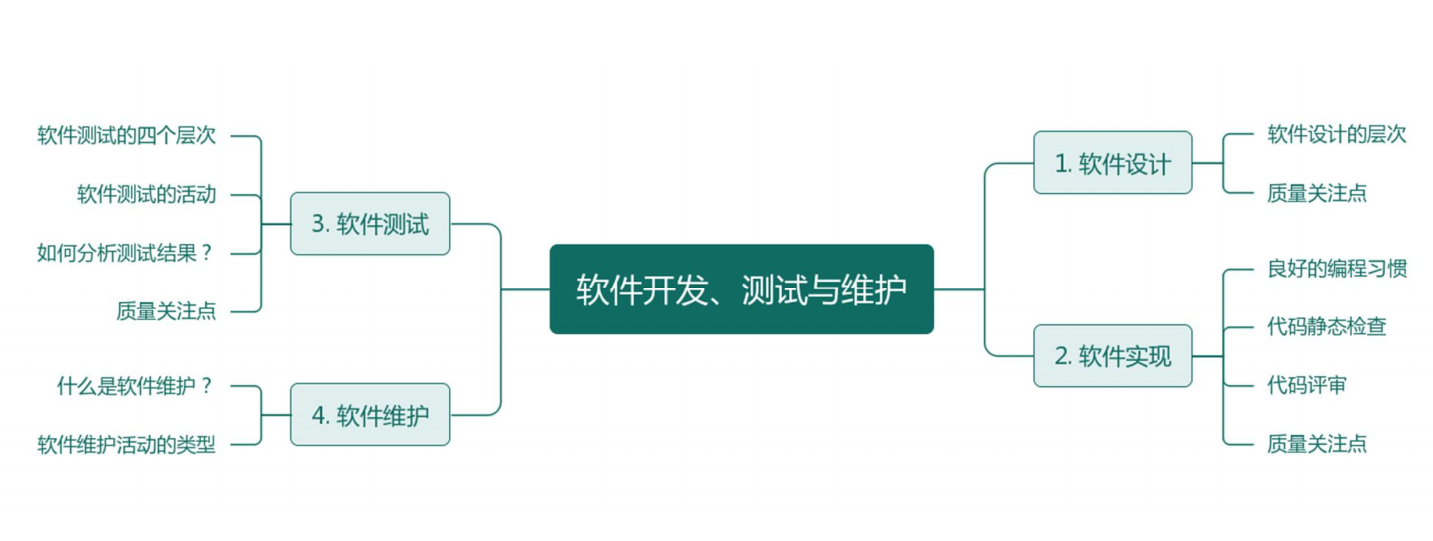 软件开发、测试与维护
1. 软件设计
软件设计的层次
质量关注点
2. 软件实现
良好的编程习惯
代码静态检查
代码评审
质量关注点
3. 软件测试
软件测试的四个层次
软件测试的活动
如何分析测试结果？
质量关注点
4. 软件维护
什么是软件维护？
软件维护活动的类型